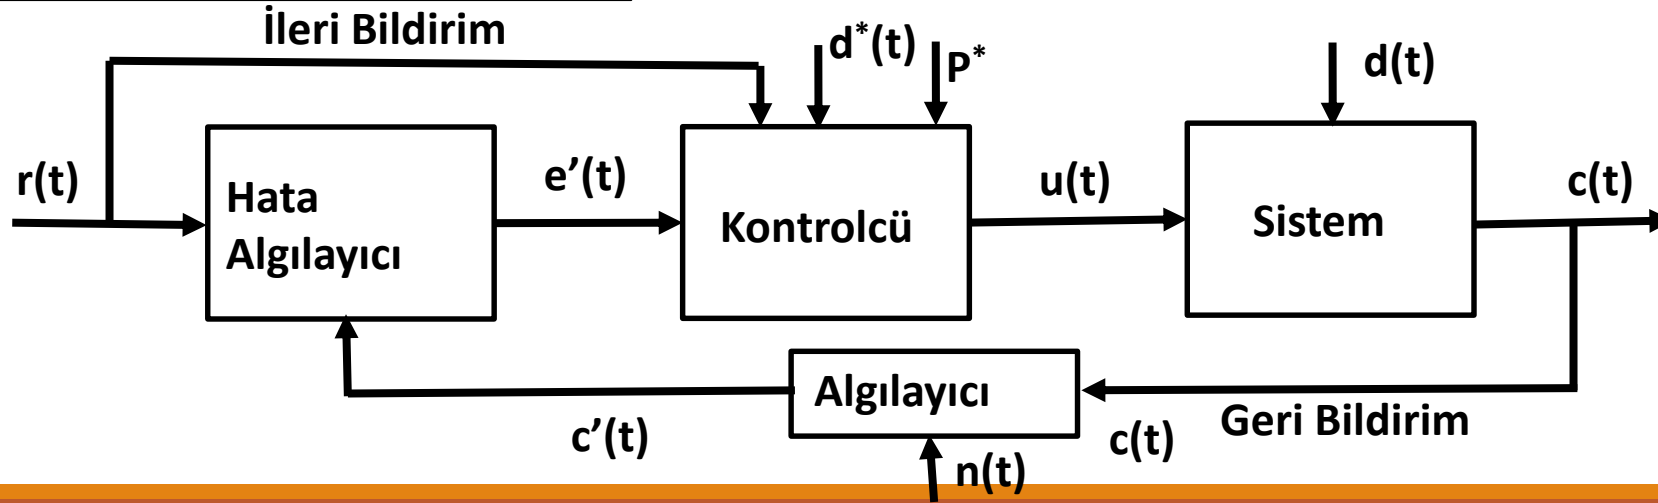 İleri Bildirim
d*(t)
P*
d(t)
r(t)
Hata
Algılayıcı
e’(t)
Kontrolcü
u(t)
Sistem
c(t)
Algılayıcı
c’(t)
n(t)
c(t)
Geri Bildirim